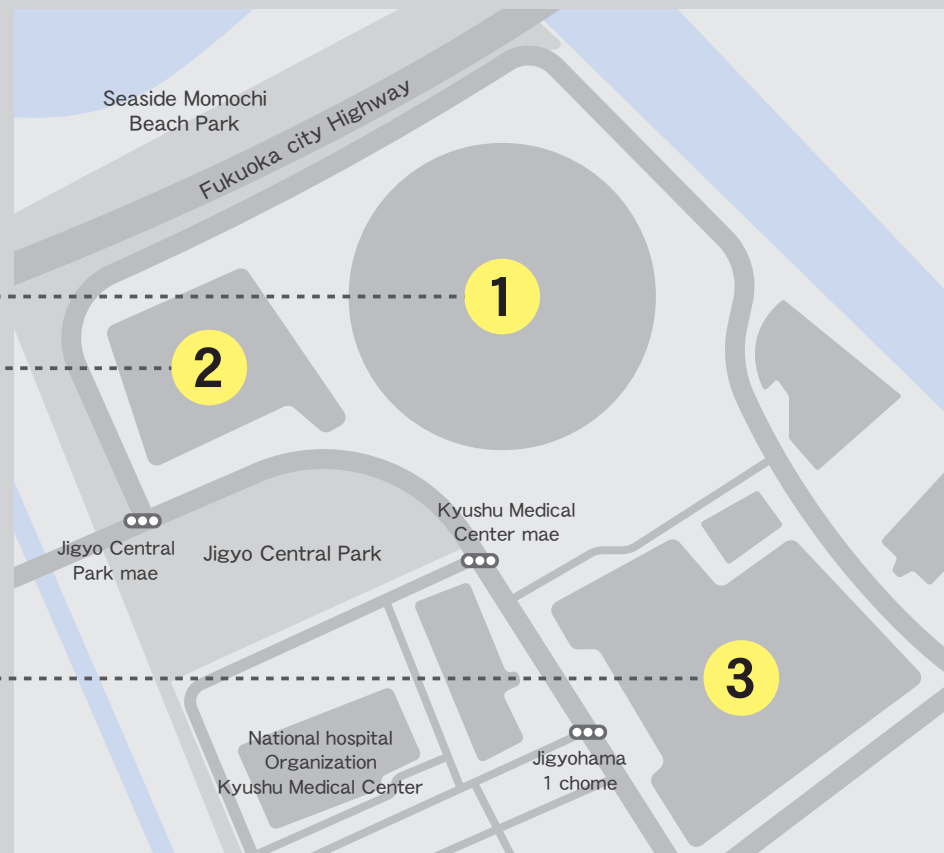 Seaside Momochi
Beach Park
Fukuoka city Highway
1
2
Kyushu Medical
Center mae
Jigyo Central
Park mae
Jigyo Central Park
3
National hospital
Organization
Kyushu Medical Center
Jigyohama
1 chome